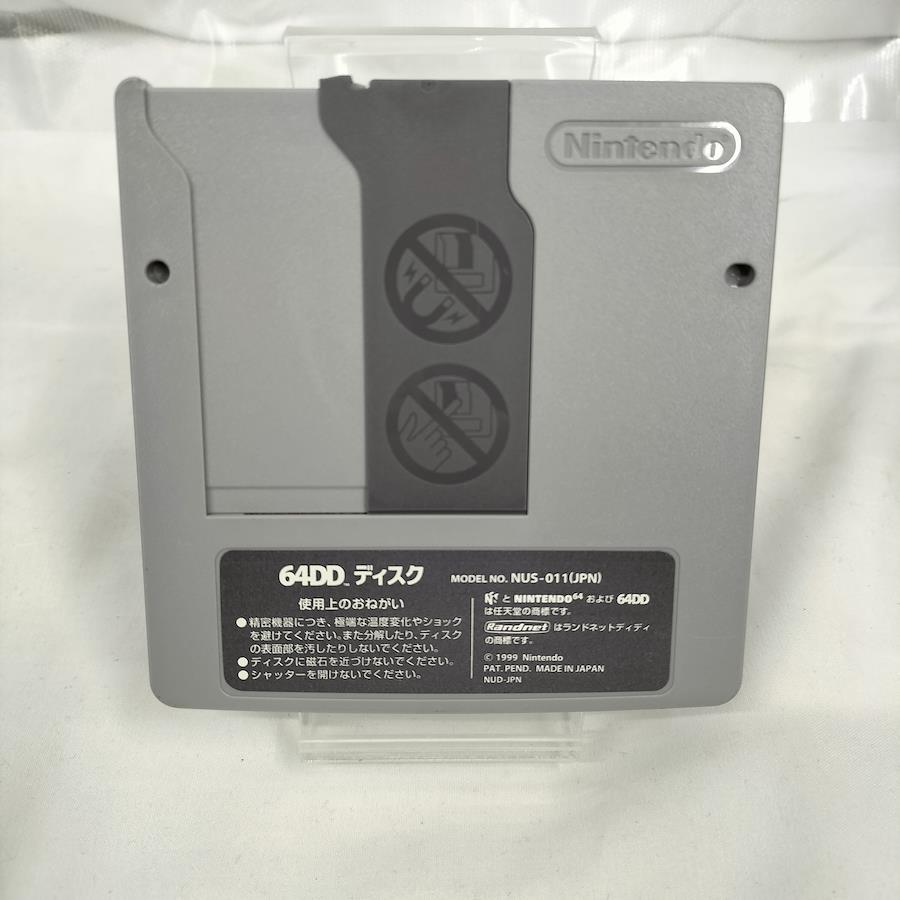 Nintendo
64DD™ ディスク
MODEL NO. NUS-011(JPN)
使用上のおねがい
●精密機器につき、極端な温度変化やショック
を避けてください。また分解したり、ディスク
の表面部を汚したりしないでください。
●ディスクに磁石を近づけないでください。
●シャッターを開けないでください。
と NINTENDO64 および 64DD
は任天堂の商標です。
Randnet はランドネットディディ
の商標です。
© 1999 Nintendo
PAT. PEND. MADE IN JAPAN
NUD-JPN